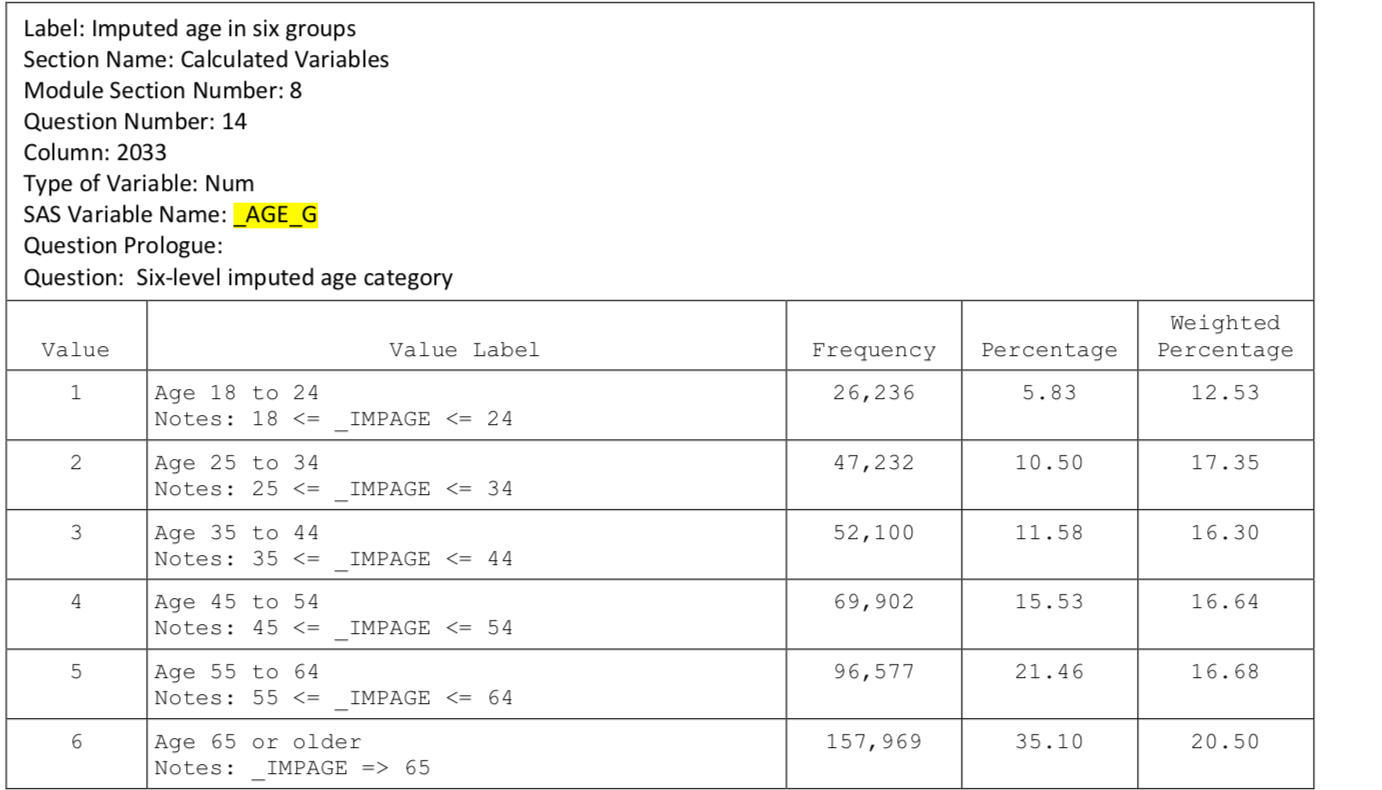 Label: Imputed age in six groups
Section Name: Calculated Variables
Module Section Number: 8
Question Number: 14
Column: 2033
Type of Variable: Num
SAS Variable Name: _AGE_G
Question Prologue:
Question:  Six-level imputed age category
Value Value Label Frequency Percentage Weighted Percentage
1 Age 18 to 24 26,236 5.83 12.53
Notes: 18 <= _IMPAGE <= 24
2 Age 25 to 34 47,232 10.50 17.35
Notes: 25 <= _IMPAGE <= 34
3 Age 35 to 44 52,100 11.58 16.30
Notes: 35 <= _IMPAGE <= 44
4 Age 45 to 54 69,902 15.53 16.64
Notes: 45 <= _IMPAGE <= 54
5 Age 55 to 64 96,577 21.46 16.68
Notes: 55 <= _IMPAGE <= 64
6 Age 65 or older 157,969 35.10 20.50
Notes: _IMPAGE => 65